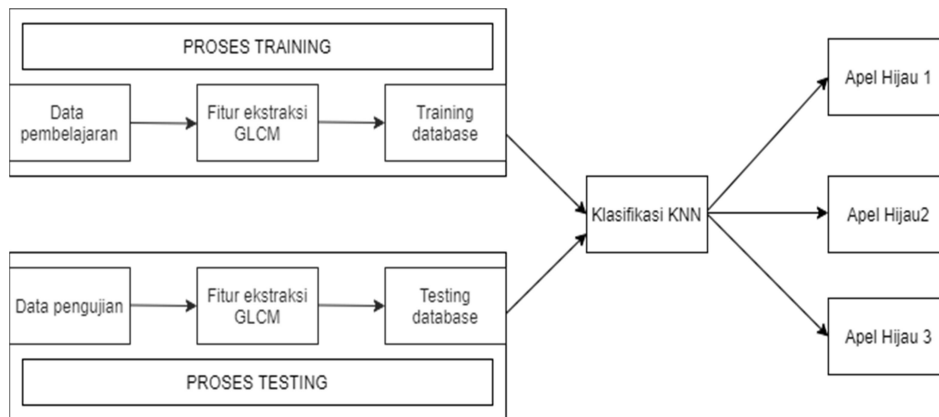 PROSES TRAINING
Data
pembelajaran
Fitur ekstraksi
GLCM
Training
database
Data pengujian
Fitur ekstraksi
GLCM
Testing
database
PROSES TESTING
Klasifikasi KNN
Apel Hijau 1
Apel Hijau2
Apel Hijau 3